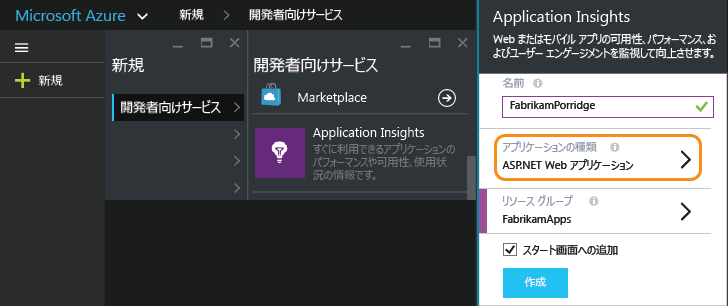 Microsoft Azure 新規 開発者向けサービス
新規
新規
開発者向けサービス
開発者向けサービス
Marketplace
Application Insights
すぐに利用できるアプリケーションの
パフォーマンスや可用性、使用状
況の情報です。
Application Insights
Web またはモバイル アプリの可用性、パフォーマンス、お
よびユーザー エンゲージメントを監視して向上させます。
名前
FabrikamPorridge
アプリケーションの種類
ASP.NET Web アプリケーション
リソース グループ
FabrikamApps
スタート画面への追加
作成